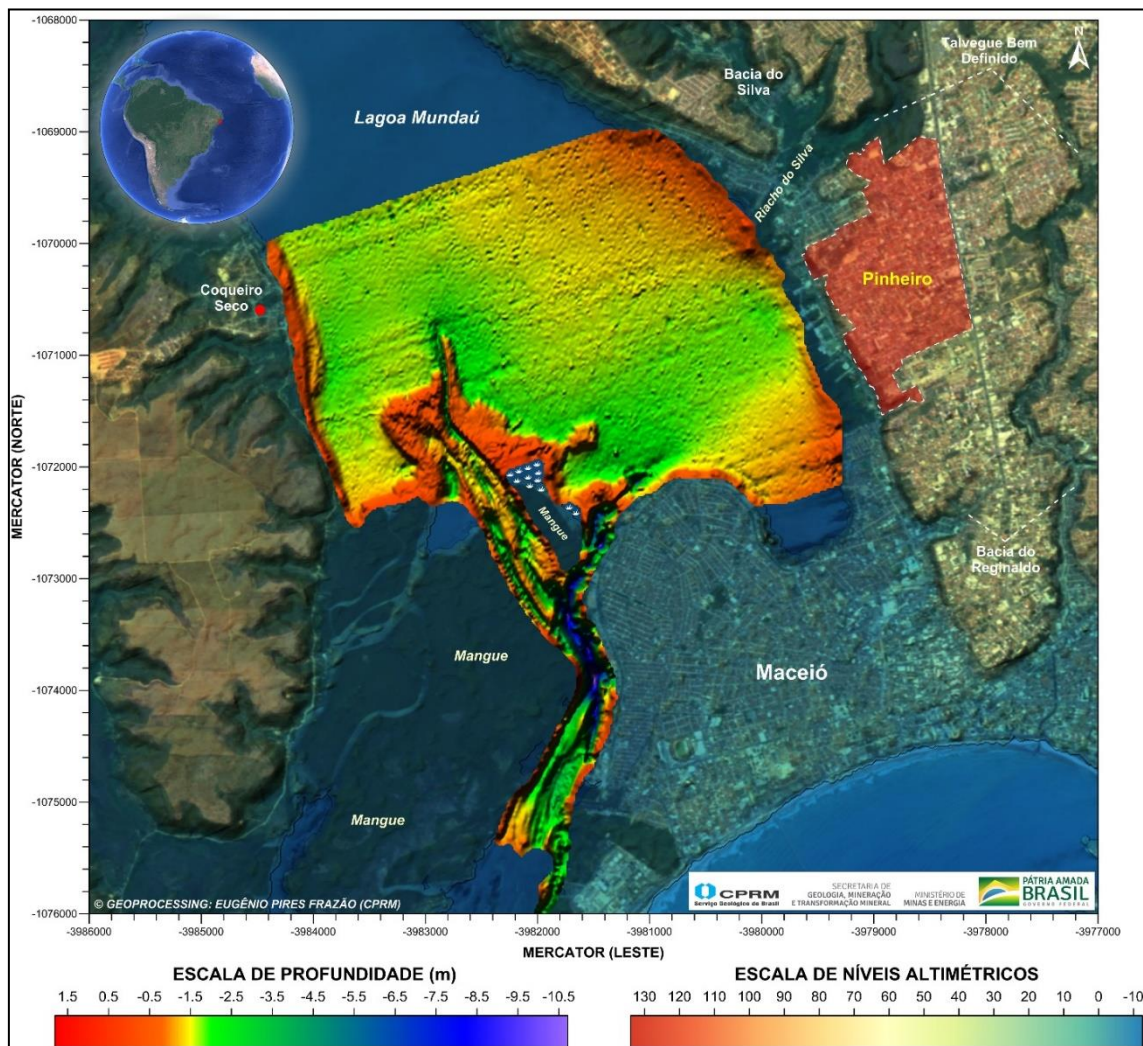 -1068000
-1069000
-1070000
-1071000
-1072000
-1073000
-1074000
-1075000
-1076000
MERCATOR (NORTE)
N
Talvegue Bem
Definido
Bacia do
Silva
Lagoa Mundaú
Riacho do Silva
Pinheiro
Coqueiro
Seco
Mangue
Bacia do
Reginaldo
Mangue
Maceió
Mangue
© GEOPROCESSING: EUGÊNIO PIRES FRAZÃO (CPRM)
CPRM
Serviço Geológico do Brasil
SECRETARIA DE
GEOLOGIA, MINERAÇÃO
E TRANSFORMAÇÃO MINERAL
MINISTÉRIO DE
MINAS E ENERGIA
PÁTRIA AMADA
BRASIL
GOVERNO FEDERAL
-3986000 -3985000 -3984000 -3983000 -3982000 -3981000 -3980000 -3979000 -3978000 -3977000
MERCATOR (LESTE)
ESCALA DE PROFUNDIDADE (m)
1.5 0.5 -0.5 -1.5 -2.5 -3.5 -4.5 -5.5 -6.5 -7.5 -8.5 -9.5 -10.5
ESCALA DE NÍVEIS ALTIMÉTRICOS
130 120 110 100 90 80 70 60 50 40 30 20 10 0 -10